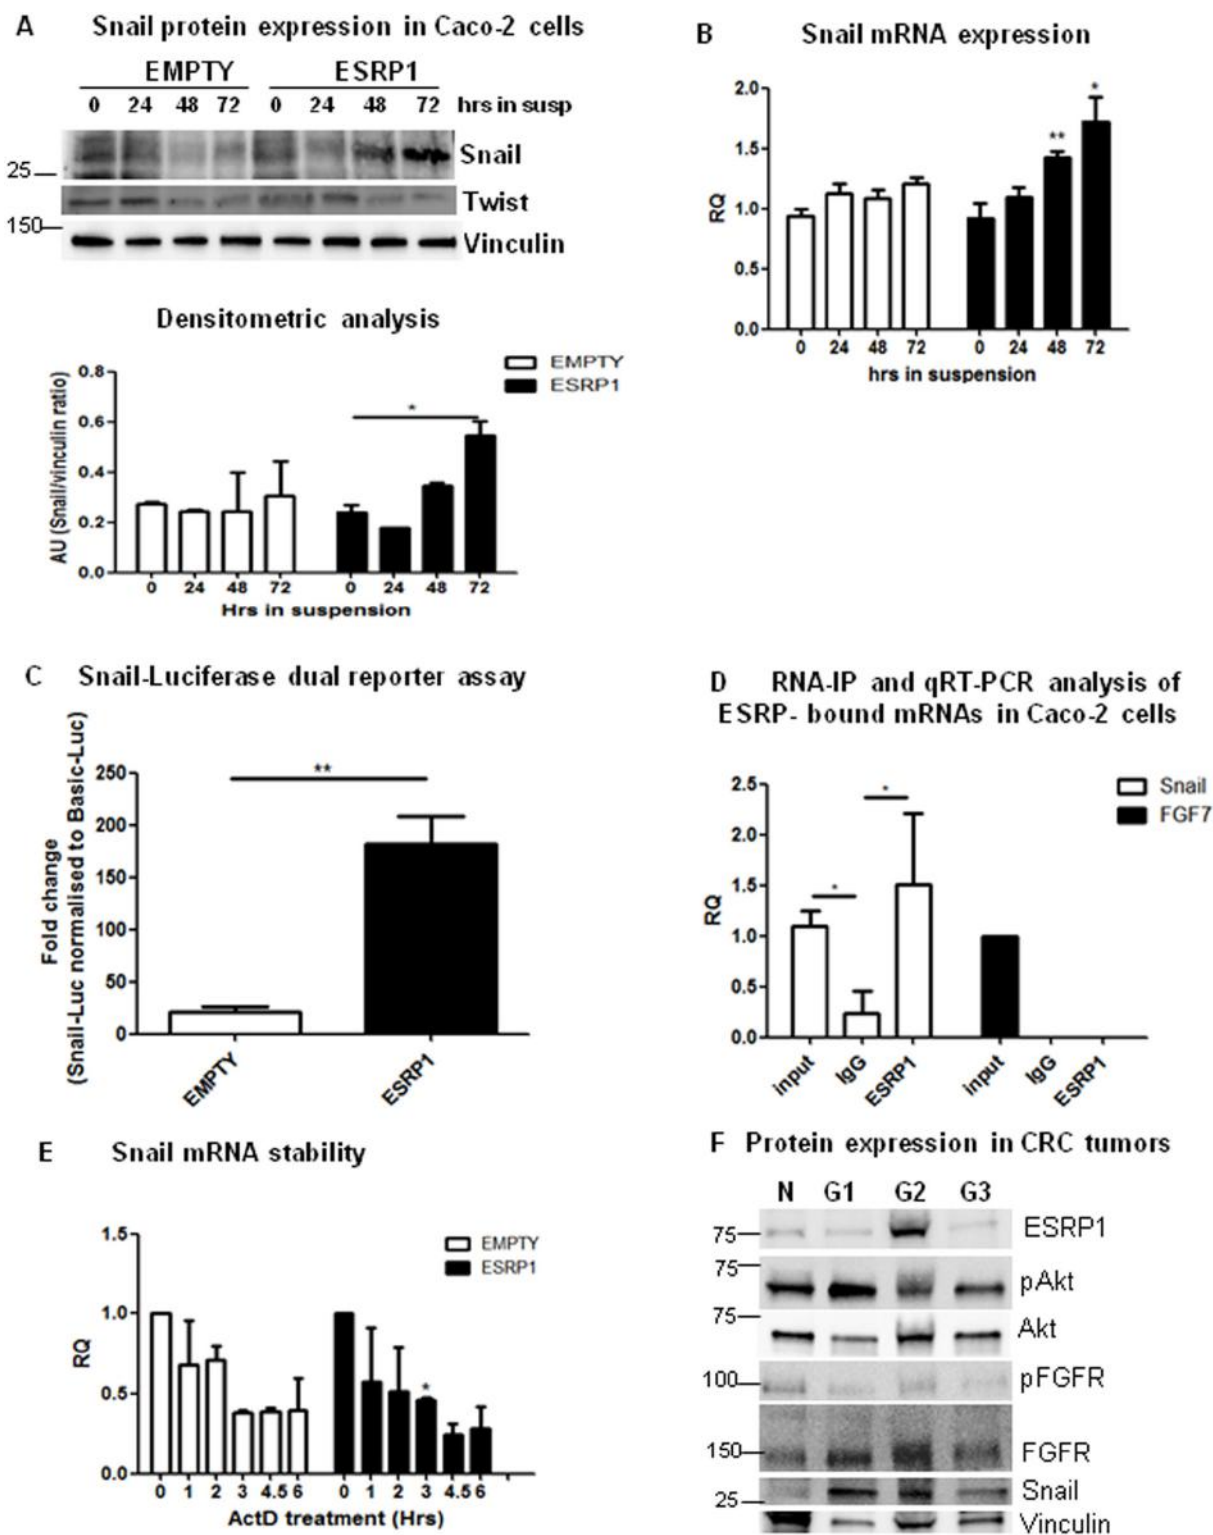 A Snail protein expression in Caco-2 cells
EMPTY ESRP1
0 24 48 72 0 24 48 72 hrs in susp
Snail
25
Twist
150
Vinculin
Densitometric analysis
EMPTY
ESRP1
AU (Snail/vinculin ratio)
0.8
0.6
0.4
0.2
0.0
*
0 24 48 72 0 24 48 72
Hrs in suspension
B Snail mRNA expression
RQ
2.0
1.5
1.0
0.5
0.0
** *
0 24 48 72 0 24 48 72
hrs in suspension
C Snail-Luciferase dual reporter assay
Fold change
(Snail-Luc normalised to Basic-Luc)
250
200
150
100
50
0
**
EMPTY ESRP1
D RNA-IP and qRT-PCR analysis of
ESRP- bound mRNAs in Caco-2 cells
Snail
FGF7
RQ
2.5
2.0
1.5
1.0
0.5
0.0
* *
input IgG ESRP1 input IgG ESRP1
E Snail mRNA stability
EMPTY
ESRP1
RQ
1.5
1.0
0.5
0.0
*
0 1 2 3 4.5 6 0 1 2 3 4.5 6
ActD treatment (Hrs)
F Protein expression in CRC tumors
N G1 G2 G3
75 ESRP1
75 pAkt
75 Akt
100 pFGFR
150 FGFR
Snail
25
Vinculin